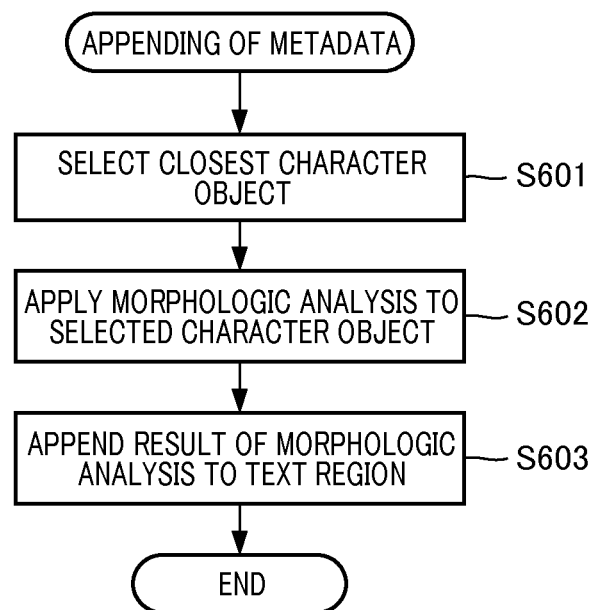 APPENDING OF METADATA
SELECT CLOSEST CHARACTER
OBJECT
S601
APPLY MORPHOLOGIC ANALYSIS TO
SELECTED CHARACTER OBJECT
S602
APPEND RESULT OF MORPHOLOGIC
ANALYSIS TO TEXT REGION
S603
END